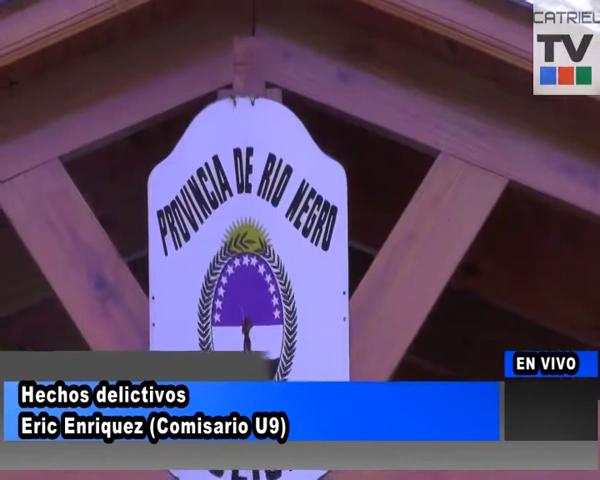 CATRIEL
TV
PROVINCIA DE RIO NEGRO
EN VIVO
Hechos delictivos
Eric Enriquez (Comisario U9)